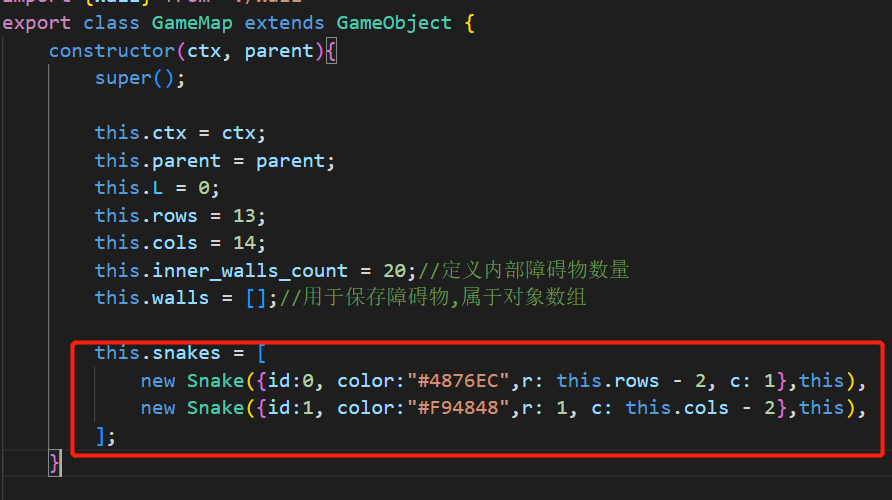 import {Wall} from "./Wall"
export class GameMap extends GameObject {
constructor(ctx, parent){
super();
this.ctx = ctx;
this.parent = parent;
this.L = 0;
this.rows = 13;
this.cols = 14;
this.inner_walls_count = 20;//定义内部障碍物数量
this.walls = [];//用于保存障碍物,属于对象数组
this.snakes = [
new Snake({id:0, color:"#4876EC",r: this.rows - 2, c: 1},this),
new Snake({id:1, color:"#F94848",r: 1, c: this.cols - 2},this),
];
}